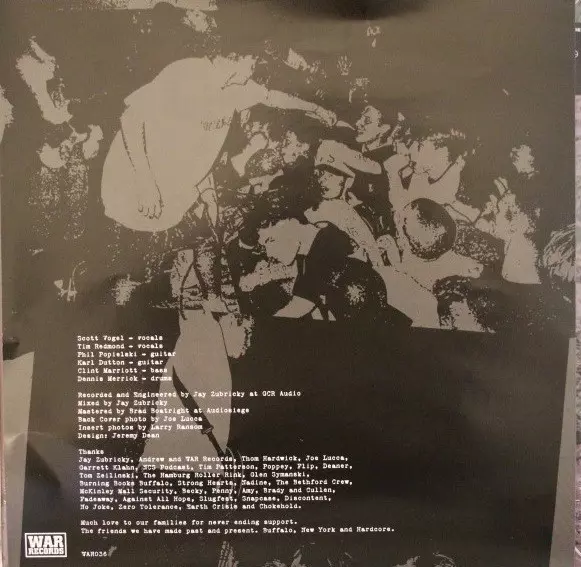 Scott Vogel - vocals
Tim Redmond - vocals
Phil Popielski - guitar
Karl Dutton - guitar
Clint Marriott - bass
Dennis Merrick - drums
Recorded and Engineered by Jay Zubricky at GCR Audio
Mixed by Jay Zubricky
Mastered by Brad Boatright at Audiosiege
Back Cover photo by Joe Lucca
Insert photos by Larry Ransom
Design: Jeremy Dean
Thanks
Jay Zubricky, Andrew and WAR Records, Thom Hardwick, Joe Lucca,
Garrett Klahn, NCS Podcast, Tim Patterson, Poppey, Flip, Deaner,
Tom Zeilinski, The Hamburg Roller Rink, Glen Symanski,
Burning Books Buffalo, Strong Hearts, Nadine, The Bethford Crew,
McKinley Mall Security, Becky, Penny, Amy, Brady and Cullen,
Fadeaway, Against All Hope, Slugfest, Snapcase, Discontent,
No Joke, Zero Tolerance, Earth Crisis and Chokehold.
Much love to our families for never ending support.
The friends we have made past and present. Buffalo, New York and Hardcore.
WAR
RECORDS
WAR036